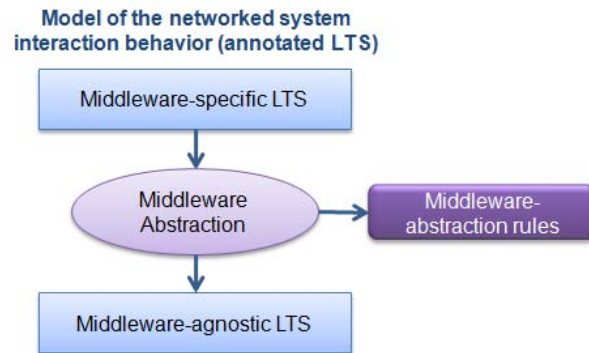 Model of the networked system
interaction behavior (annotated LTS)
Middleware-specific LTS
Middleware
Abstraction
Middleware-
abstraction rules
Middleware-agnostic LTS